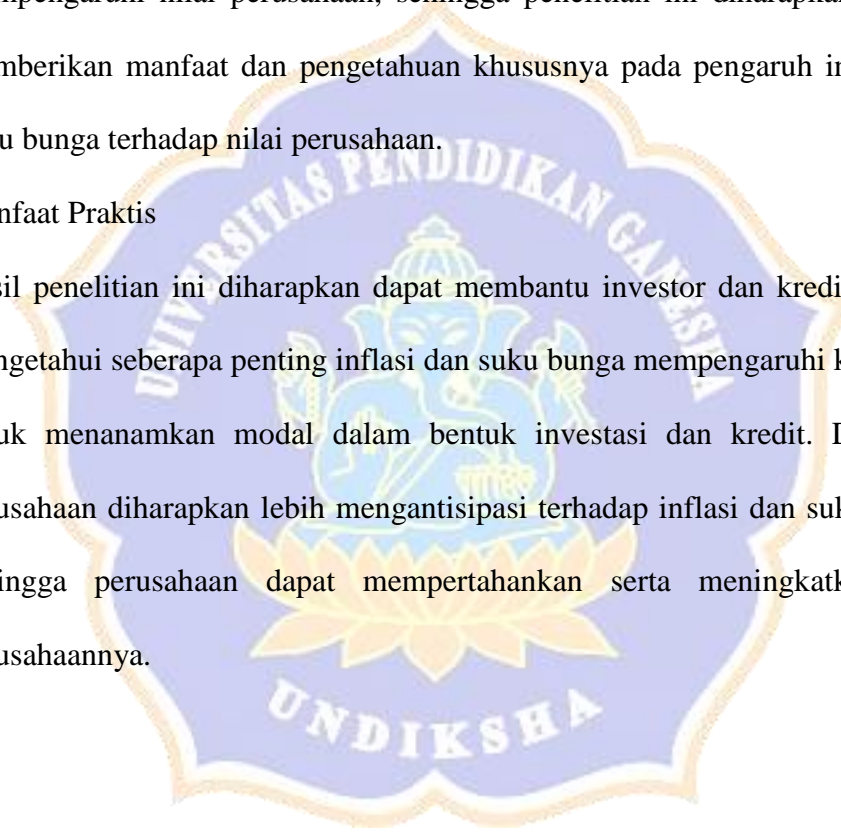 mpengaruhi nilai perusahaan, sehingga penelitian ini diharapkan
mberikan manfaat dan pengetahuan khususnya pada pengaruh in
u bunga terhadap nilai perusahaan.
nfaat Praktis
sil penelitian ini diharapkan dapat membantu investor dan kredi
ngetahui seberapa penting inflasi dan suku bunga mempengaruhi k
uk menanamkan modal dalam bentuk investasi dan kredit. D
usahaan diharapkan lebih mengantisipasi terhadap inflasi dan suk
ingga perusahaan dapat mempertahankan serta meningkatk
usahaannya.
UNIVERSITAS PENDIDIKAN GANESHA
UNDIKSHA